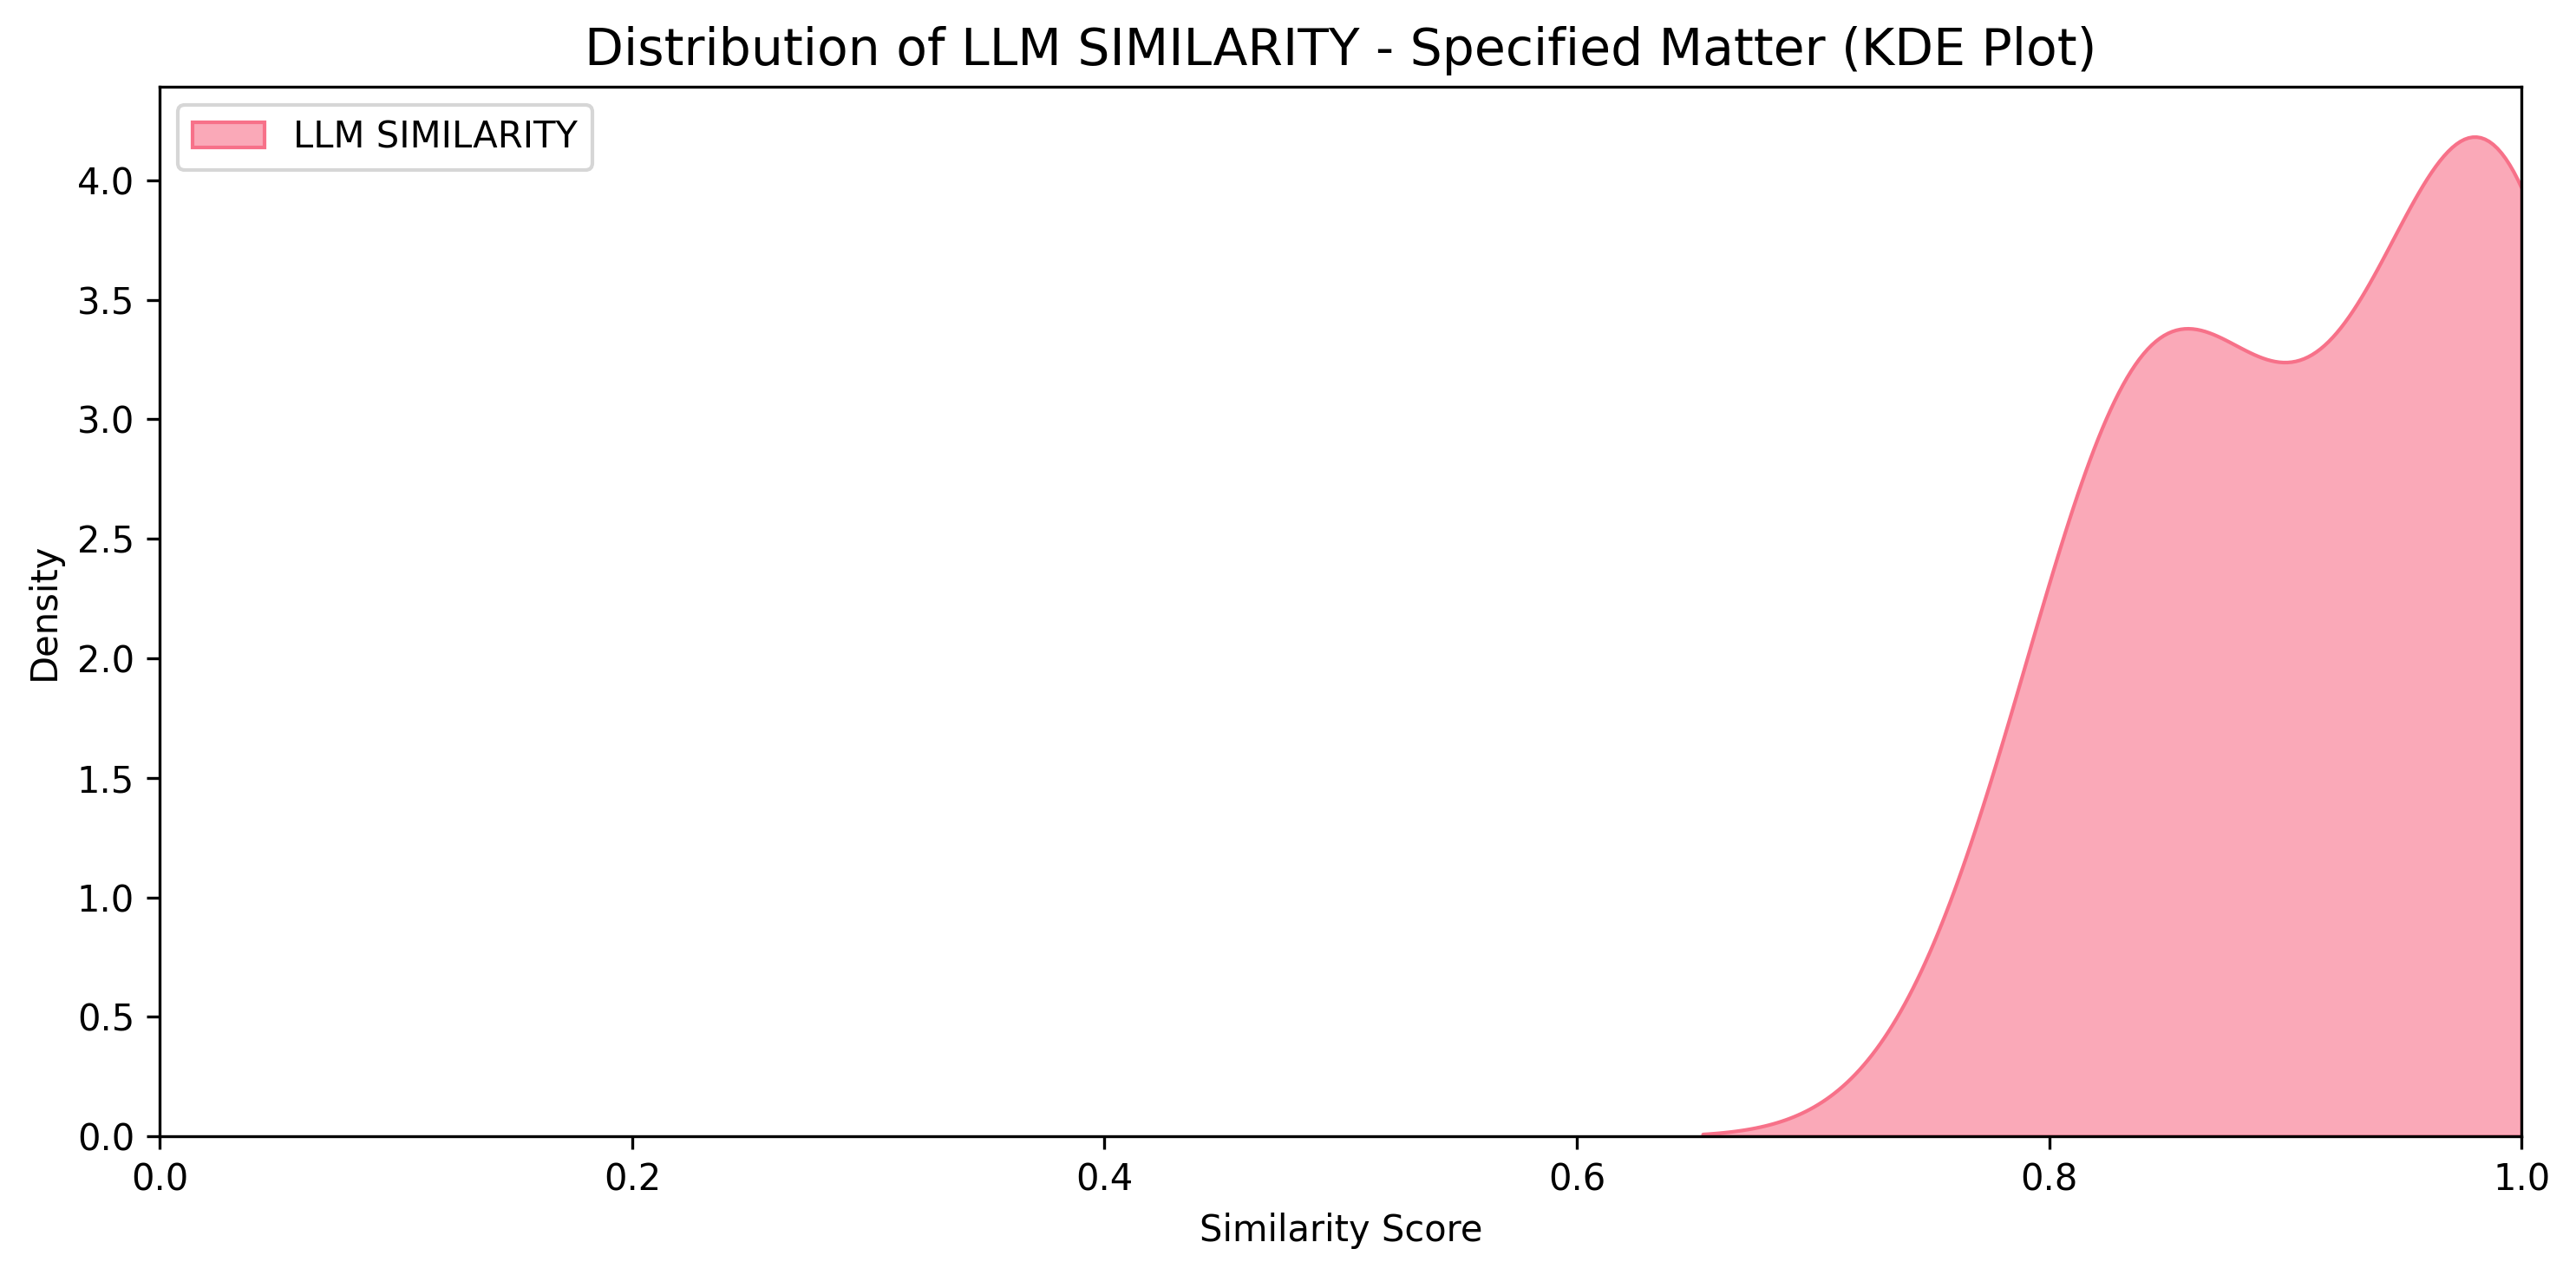 Distribution of LLM SIMILARITY - Specified Matter (KDE Plot)
LLM SIMILARITY
4.0
3.5
3.0
2.5
2.0
1.5
1.0
0.5
0.0
Density
0.0 0.2 0.4 0.6 0.8 1.0
Similarity Score